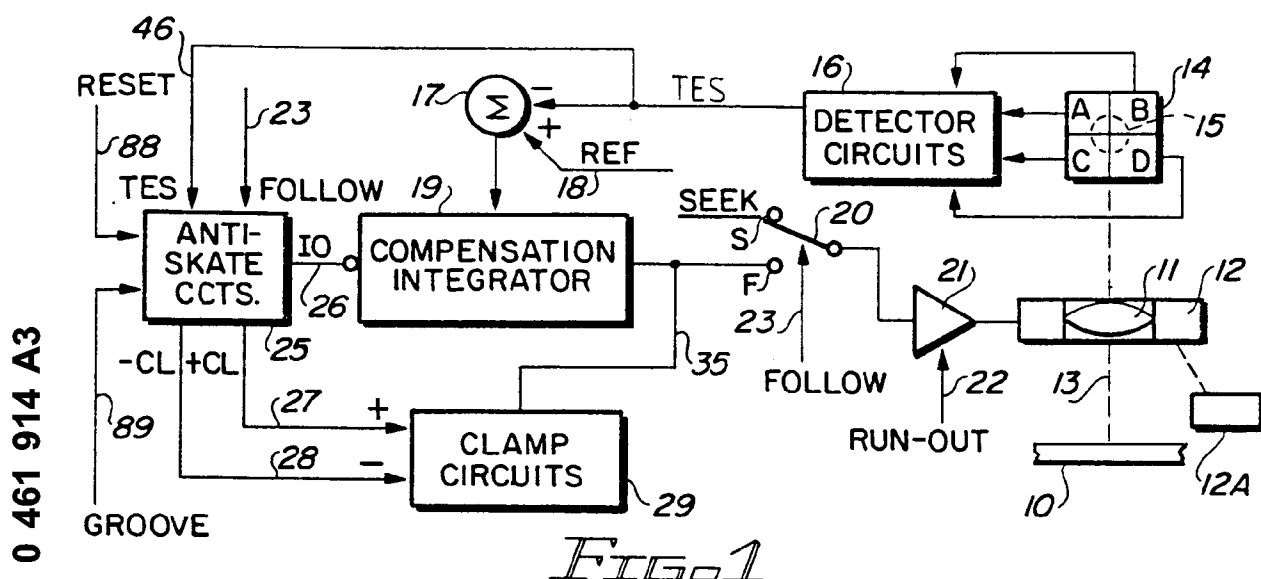 46
RESET
88
TES
23
FOLLOW
17
Σ
-
+
TES
REF
18
16
DETECTOR
CIRCUITS
14
A B
C D
15
ANTI-
SKATE
CCTS.
25
IO
26
19
COMPENSATION
INTEGRATOR
SEEK
S
20
F
23
FOLLOW
21
22
RUN-OUT
11
12
13
12A
10
35
-CL +CL
27
+
28
-
CLAMP
CIRCUITS
29
89
GROOVE
0 461 914 A3
FIG-1